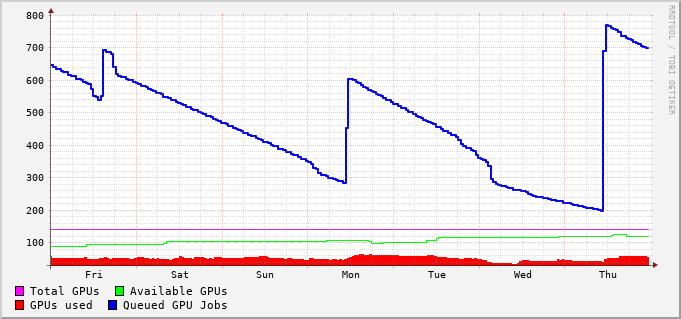 800
700
600
500
400
300
200
100
Fri Sat Sun Mon Tue Wed Thu
Total GPUs Available GPUs
GPUs used Queued GPU Jobs
RRDTOOL / TOBI OETIKER